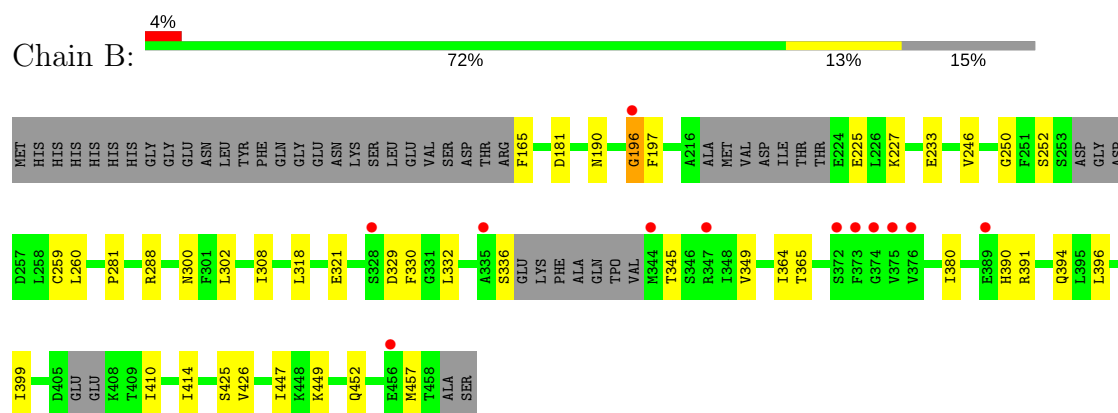 4%
Chain B:
72% 13% 15%
MET HIS HIS HIS HIS HIS HIS GLY GLY GLU ASN LEU TYR PHE GLN GLY GLU ASN LYS SER LEU GLU VAL SER ASP THR ARG F165 D181 N190 G196 F197 A216 ALA MET VAL ASP ILE THR THR E224 E225 L226 K227 E233 V246 G250 F251 S252 S253 ASP GLY ASP
D257 L258 C259 L260 P281 R288 N300 F301 L302 I308 L318 E321 S328 D329 F330 G331 L332 A335 S336 GLU LYS PHE ALA GLN TPO VAL M344 T345 S346 R347 I348 V349 I364 T365 S372 F373 G374 V375 V376 I380 E389 H390 R391 Q394 L395 L396
I399 D405 GLU GLU K408 T409 I410 I414 S425 V426 I447 K448 K449 Q452 E456 M457 T458 ALA SER